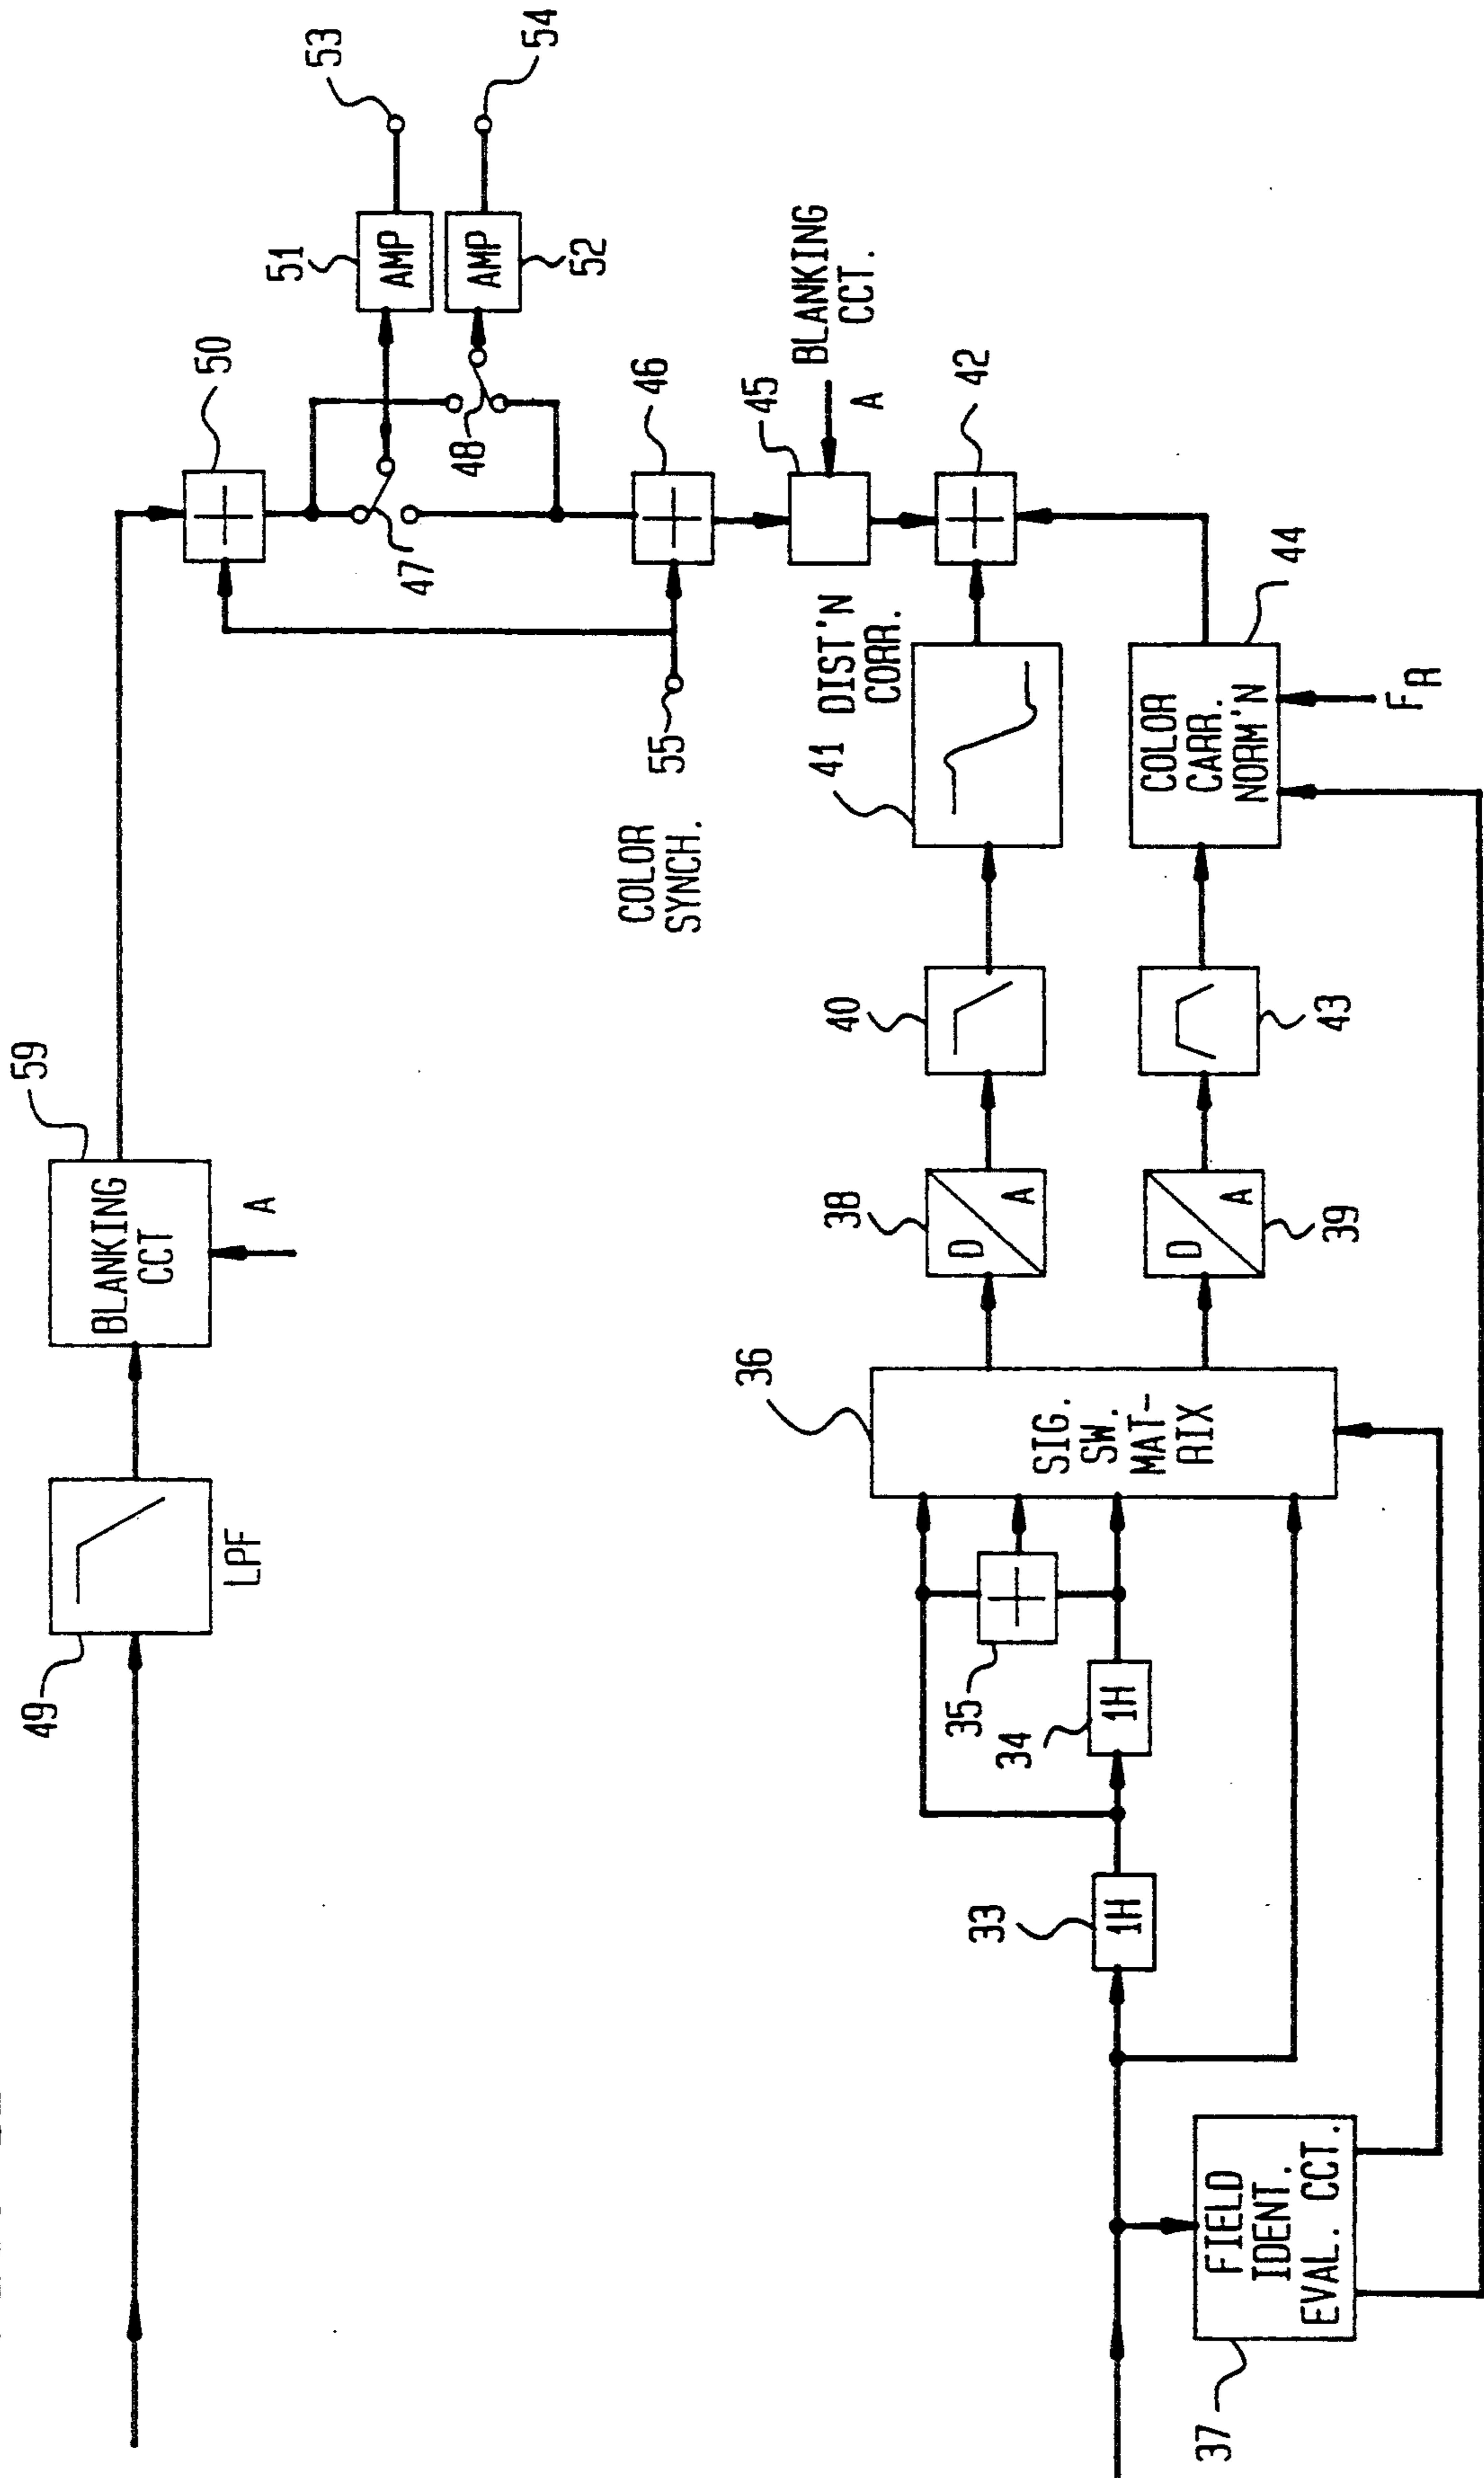 49
LPF
BLANKING
CCT
59
A
50
47
48
51
AMP
53
AMP
52
54
COLOR
SYNCH.
55
46
45
BLANKING
CCT.
A
42
37
FIELD
IDENT.
EVAL. CCT.
33
1H
34
1H
35
36
SIG.
SW.
MAT-
RIX
38
D
A
39
D
A
40
43
41
DIST'N
CORR.
COLOR
CARR.
NORM'N
44
FR